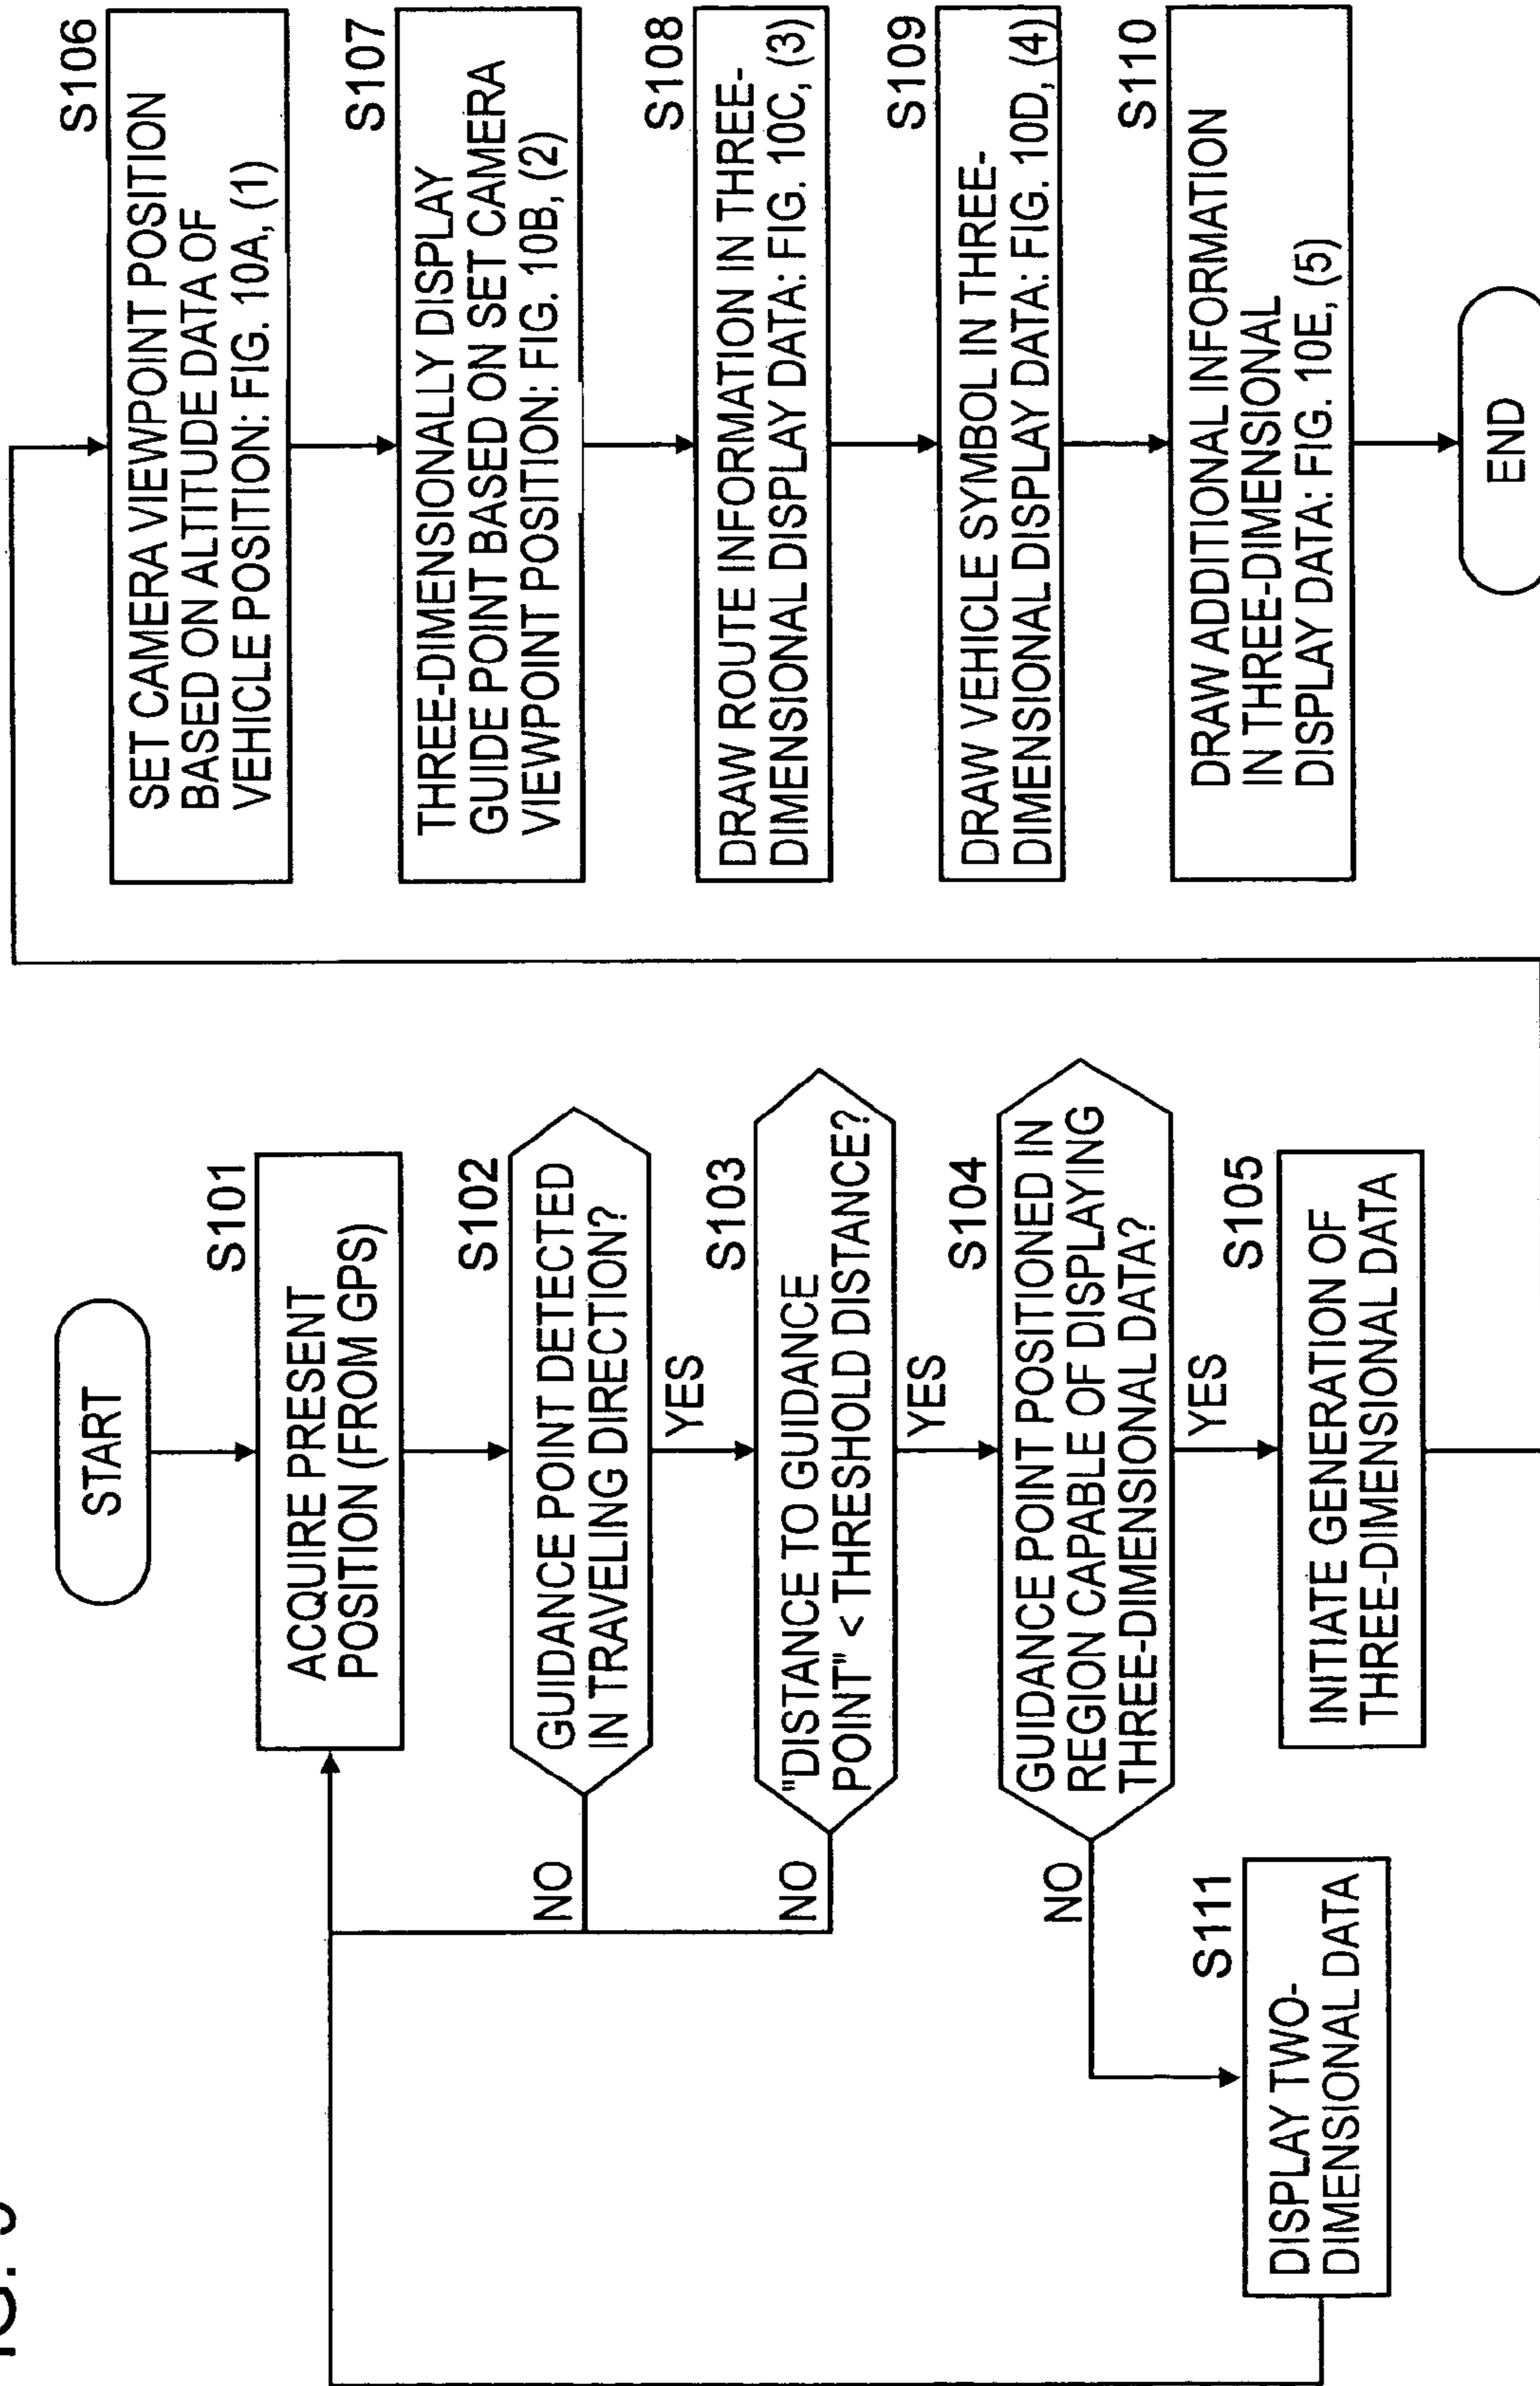 START
S101
ACQUIRE PRESENT
POSITION (FROM GPS)
S102
GUIDANCE POINT DETECTED
IN TRAVELING DIRECTION?
NO
YES
S103
"DISTANCE TO GUIDANCE
POINT" < THRESHOLD DISTANCE?
NO
YES
S104
GUIDANCE POINT POSITIONED IN
REGION CAPABLE OF DISPLAYING
THREE-DIMENSIONAL DATA?
NO
YES
S111
DISPLAY TWO-
DIMENSIONAL DATA
S105
INITIATE GENERATION OF
THREE-DIMENSIONAL DATA
S106
SET CAMERA VIEWPOINT POSITION
BASED ON ALTITUDE DATA OF
VEHICLE POSITION: FIG. 10A, (1)
S107
THREE-DIMENSIONALLY DISPLAY
GUIDE POINT BASED ON SET CAMERA
VIEWPOINT POSITION: FIG. 10B, (2)
S108
DRAW ROUTE INFORMATION IN THREE-
DIMENSIONAL DISPLAY DATA: FIG. 10C, (3)
S109
DRAW VEHICLE SYMBOL IN THREE-
DIMENSIONAL DISPLAY DATA: FIG. 10D, (4)
S110
DRAW ADDITIONAL INFORMATION
IN THREE-DIMENSIONAL
DISPLAY DATA: FIG. 10E, (5)
END